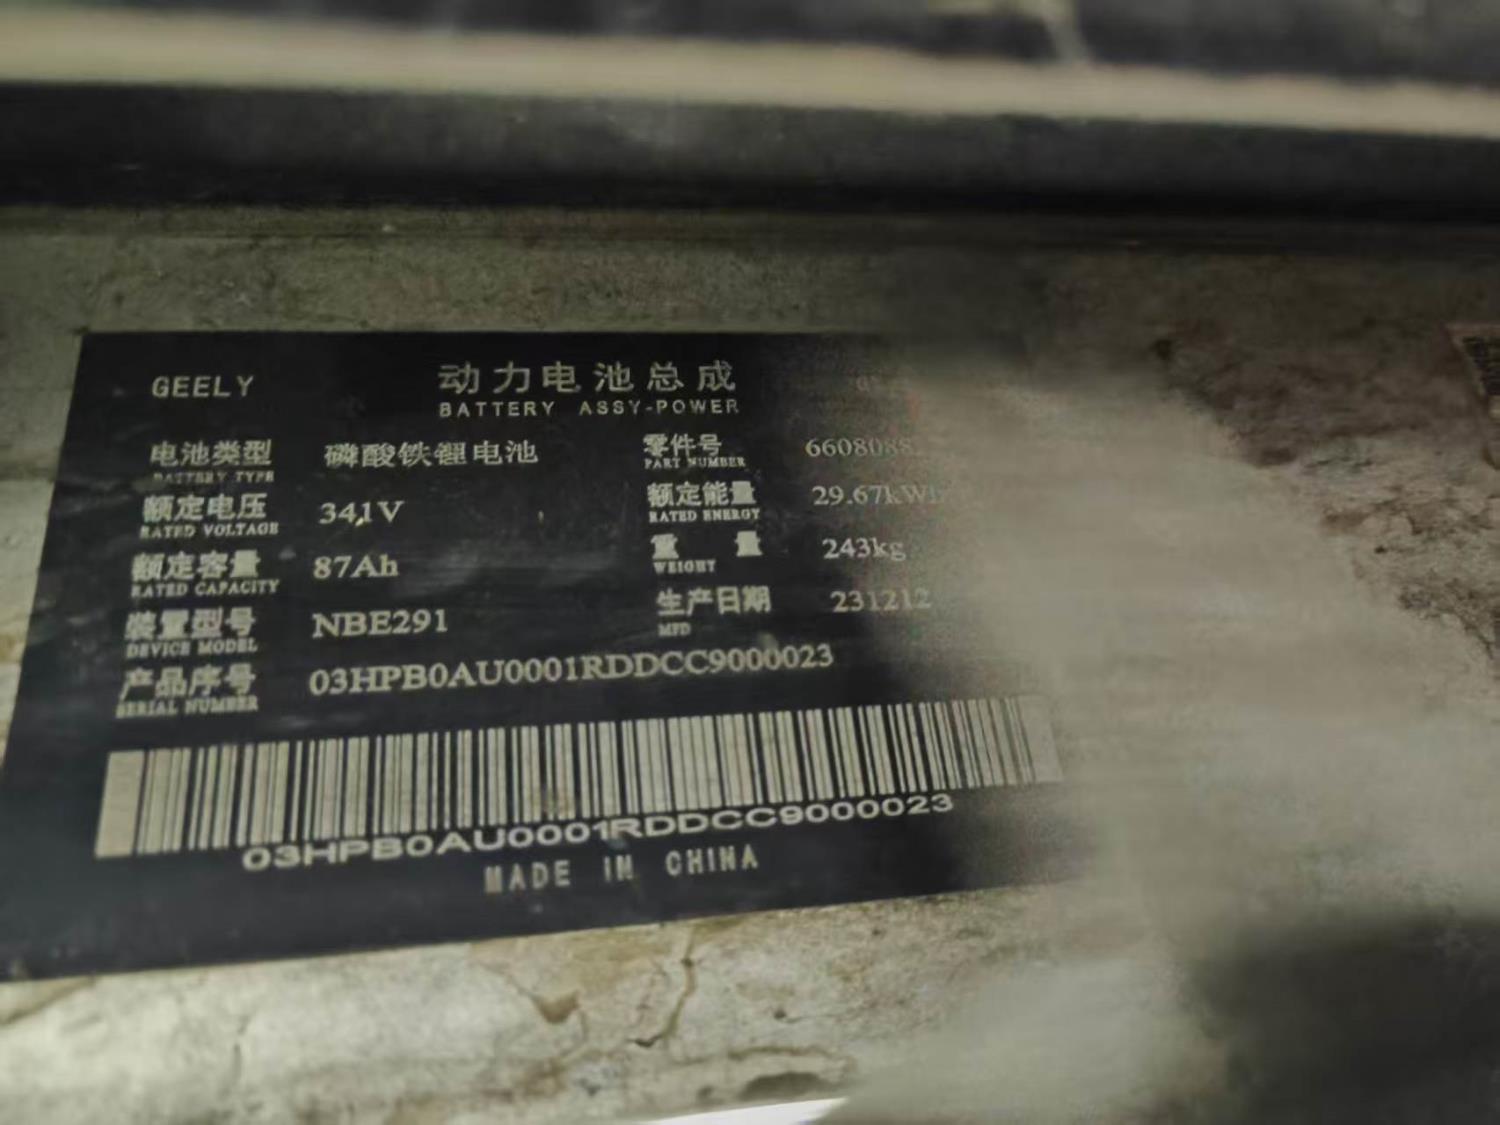 GEELY
动力电池总成
BATTERY ASSY-POWER
电池类型 磷酸铁锂电池 零件号
BATTERY TYPE PART NUMBER
额定电压 341V 额定能量 29.67kWh
RATED VOLTAGE RATED ENERGY
额定容量 87Ah 重量 243kg
RATED CAPACITY WEIGHT
装置型号 NBE291 生产日期 231212
DEVICE MODEL MFD
产品序号 03HPB0AU0001RDDCC9000023
SERIAL NUMBER
03HPB0AU0001RDDCC9000023
MADE IN CHINA